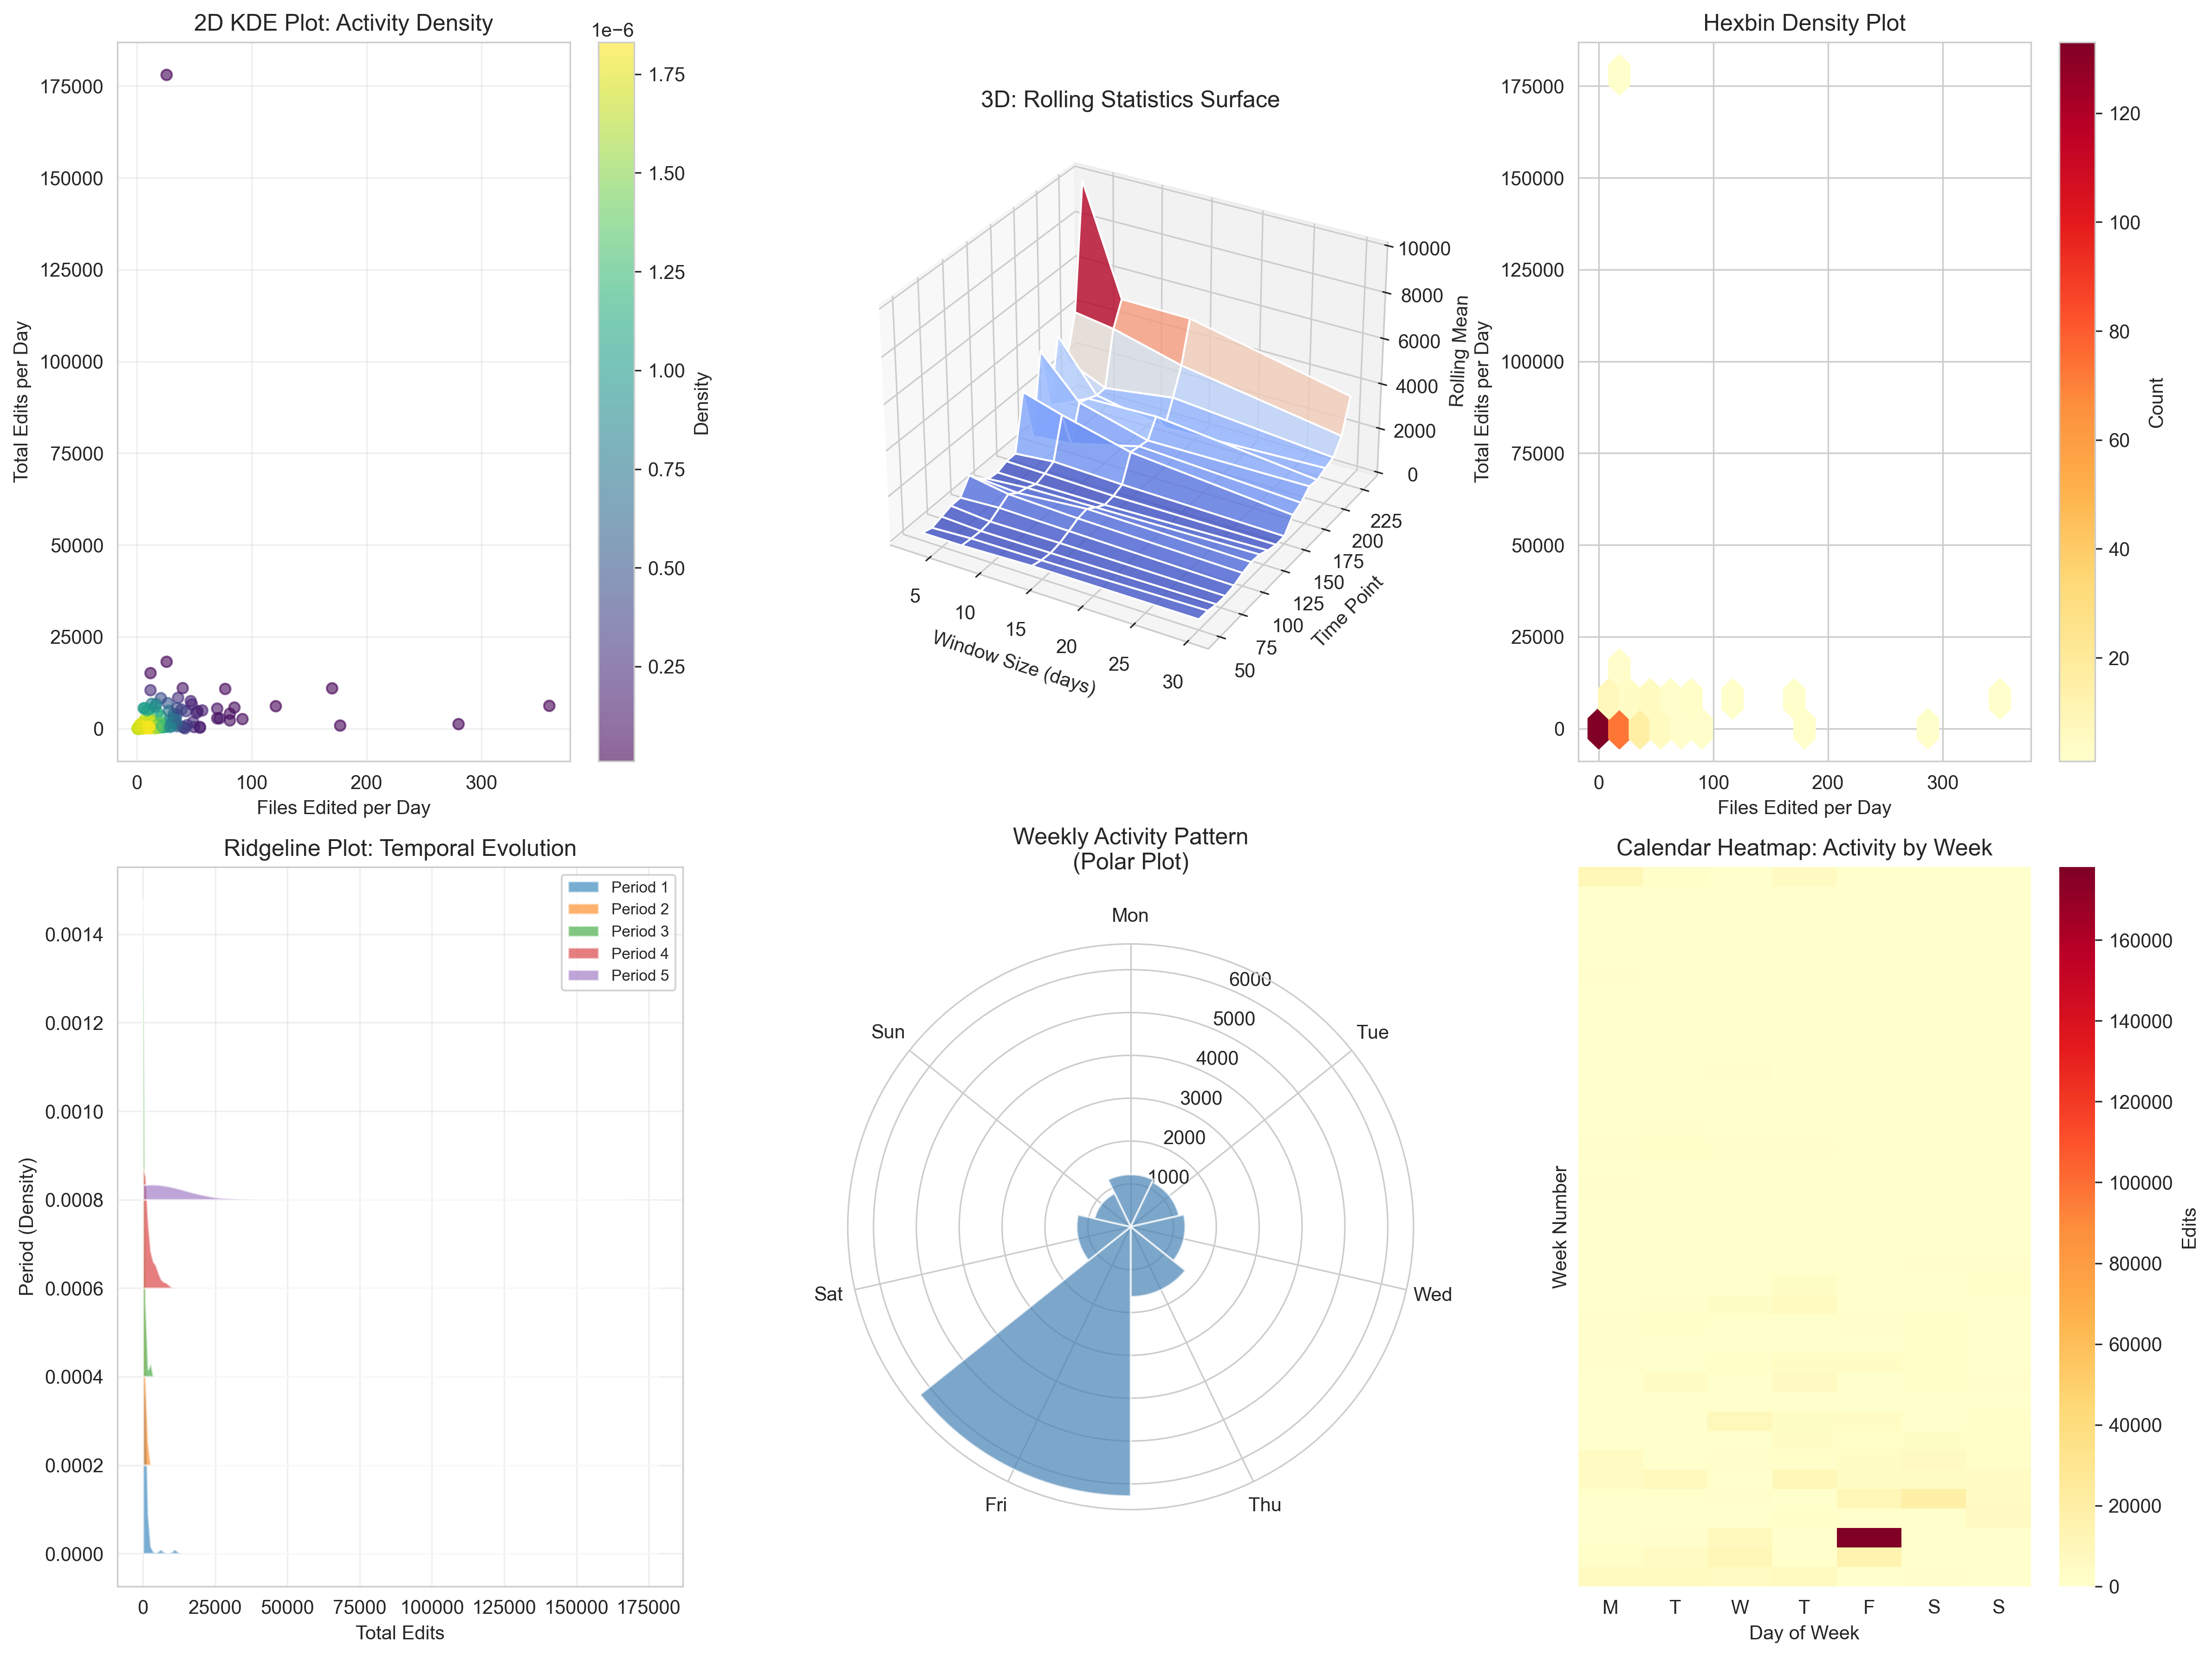 2D KDE Plot: Activity Density
1e−6
175000
150000
125000
100000
75000
50000
25000
0
Total Edits per Day
0
100
200
300
Files Edited per Day
1.75
1.50
1.25
1.00
0.75
0.50
0.25
Density
3D: Rolling Statistics Surface
10000
8000
6000
4000
2000
0
Rolling Mean
225
200
175
150
125
100
75
50
Time Point
5
10
15
20
25
30
Window Size (days)
Hexbin Density Plot
175000
150000
125000
100000
75000
50000
25000
0
Total Edits per Day
0
100
200
300
Files Edited per Day
120
100
80
60
40
20
Count
Ridgeline Plot: Temporal Evolution
Period 1
Period 2
Period 3
Period 4
Period 5
0.0014
0.0012
0.0010
0.0008
0.0006
0.0004
0.0002
0.0000
Period (Density)
0
25000
50000
75000
100000
125000
150000
175000
Total Edits
Weekly Activity Pattern
(Polar Plot)
Mon
Tue
Wed
Thu
Fri
Sat
Sun
6000
5000
4000
3000
2000
1000
Calendar Heatmap: Activity by Week
Week Number
M
T
W
T
F
S
S
Day of Week
160000
140000
120000
100000
80000
60000
40000
20000
0
Edits